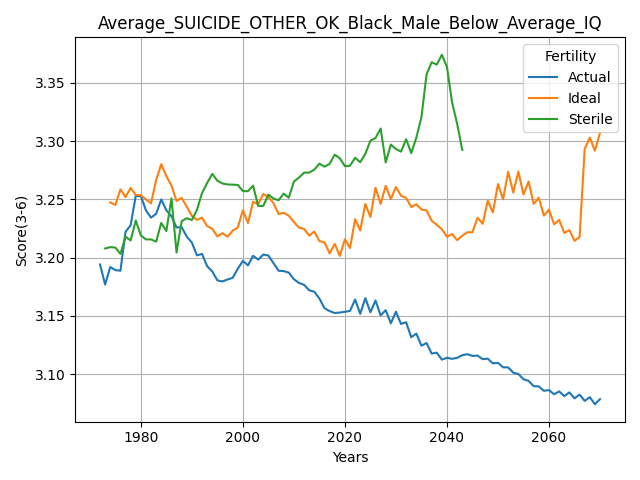 Average_SUICIDE_OTHER_OK_Black_Male_Below_Average_IQ
Fertility
Actual
Ideal
Sterile
Score(3-6)
3.35
3.30
3.25
3.20
3.15
3.10
1980 2000 2020 2040 2060
Years